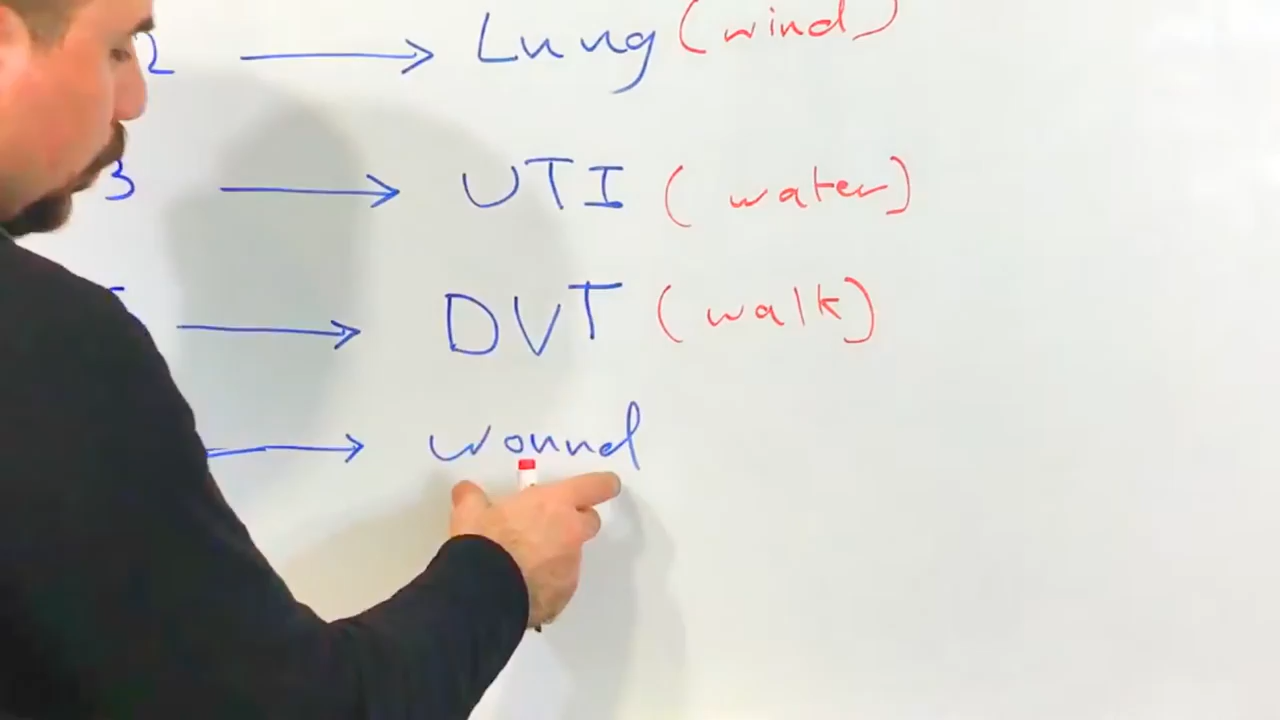 2 → Lung (wind)
3 → UTI (water)
→ DVT (walk)
→ wound